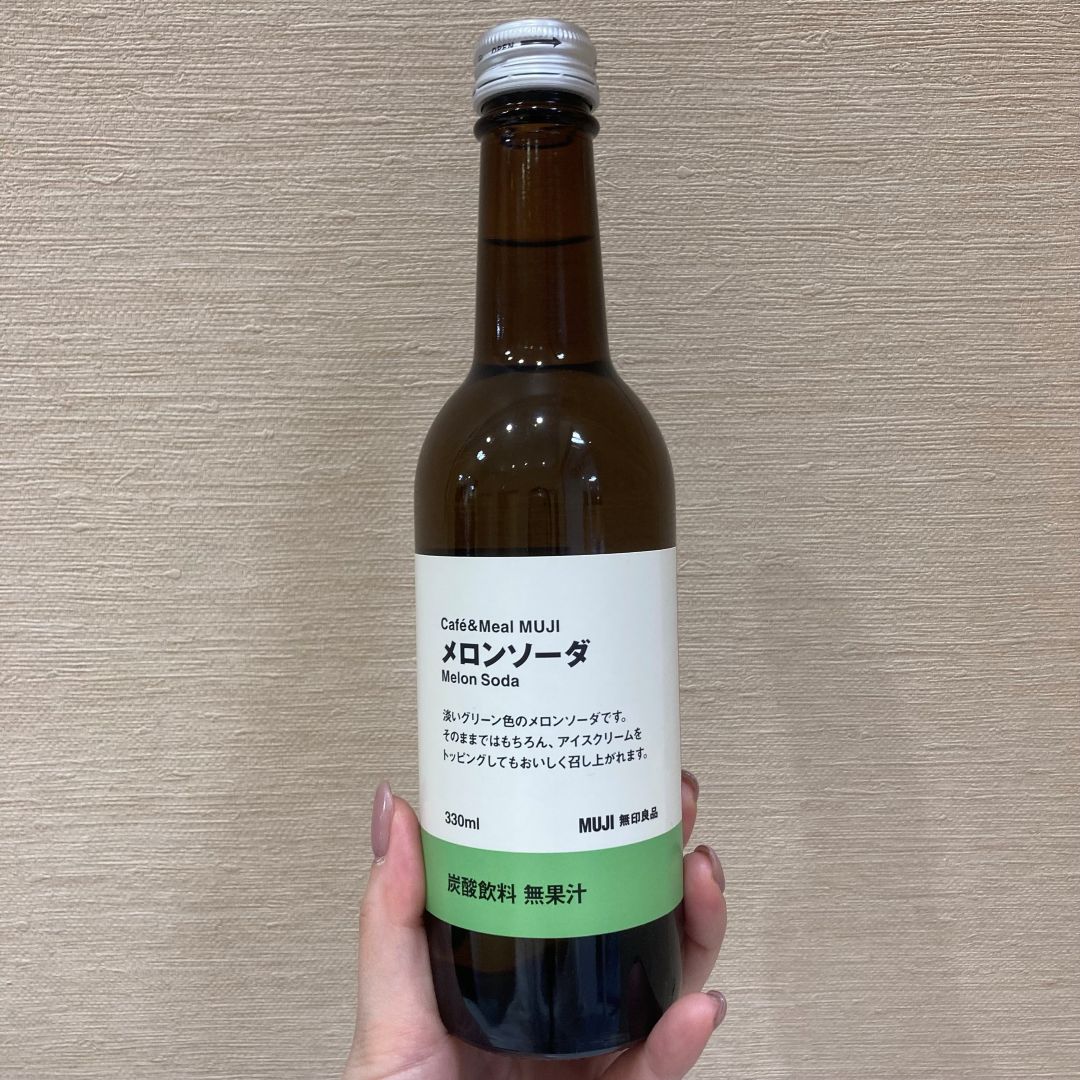 OPEN
Café&Meal MUJI
メロンソーダ
Melon Soda
淡いグリーン色のメロンソーダです。
そのままではもちろん、アイスクリームを
トッピングしてもおいしく召し上がれます。
330ml
MUJI 無印良品
炭酸飲料 無果汁